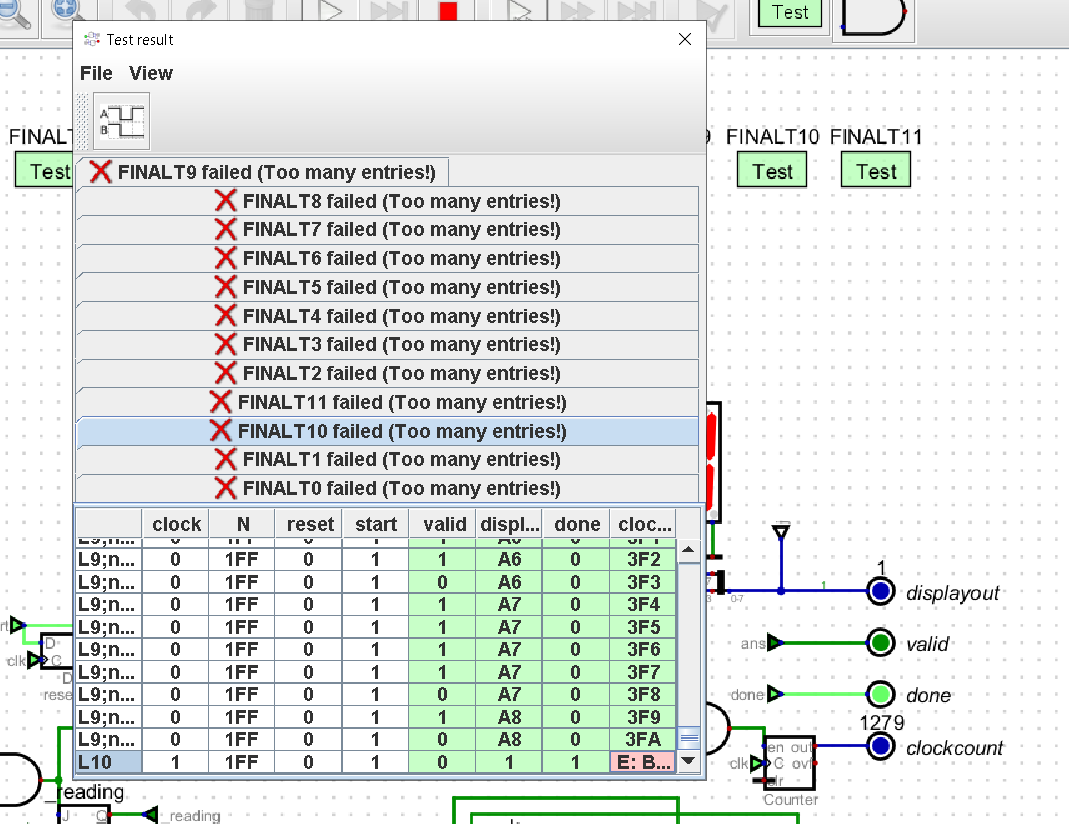 Test
Test result
File View
A
B
FINALT
FINALT10 FINALT11
Test
Test
Test
FINALT9 failed (Too many entries!)
FINALT8 failed (Too many entries!)
FINALT7 failed (Too many entries!)
FINALT6 failed (Too many entries!)
FINALT5 failed (Too many entries!)
FINALT4 failed (Too many entries!)
FINALT3 failed (Too many entries!)
FINALT2 failed (Too many entries!)
FINALT11 failed (Too many entries!)
FINALT10 failed (Too many entries!)
FINALT1 failed (Too many entries!)
FINALT0 failed (Too many entries!)
clock N reset start valid displ... done cloc...
L9;n... 0 1FF 0 1 1 A6 0 3F2
L9;n... 0 1FF 0 1 0 A6 0 3F3
L9;n... 0 1FF 0 1 1 A7 0 3F4
L9;n... 0 1FF 0 1 1 A7 0 3F5
L9;n... 0 1FF 0 1 1 A7 0 3F6
L9;n... 0 1FF 0 1 1 A7 0 3F7
L9;n... 0 1FF 0 1 0 A7 0 3F8
L9;n... 0 1FF 0 1 1 A8 0 3F9
L9;n... 0 1FF 0 1 0 A8 0 3FA
L10 1 1FF 0 1 0 1 1 E: B...
1
1
0-7
displayout
ans
valid
done
done
1279
clockcount
en out
clk
C ovf
clr
Counter
D
clk
C
rese
_reading
J Q
_reading